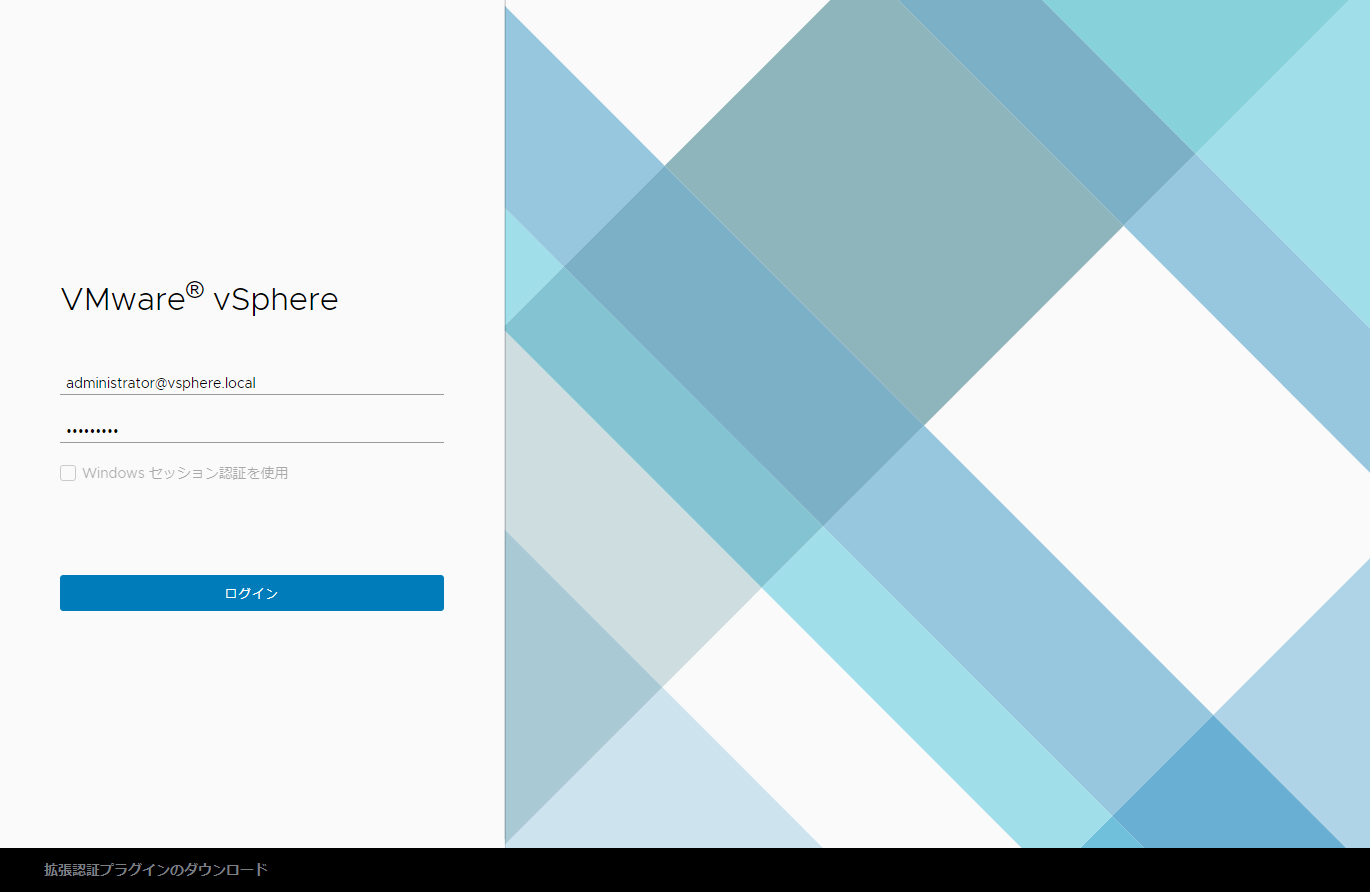 VMware® vSphere
administrator@vsphere.local
•••••••••
Windows セッション認証を使用
ログイン
拡張認証プラグインのダウンロード